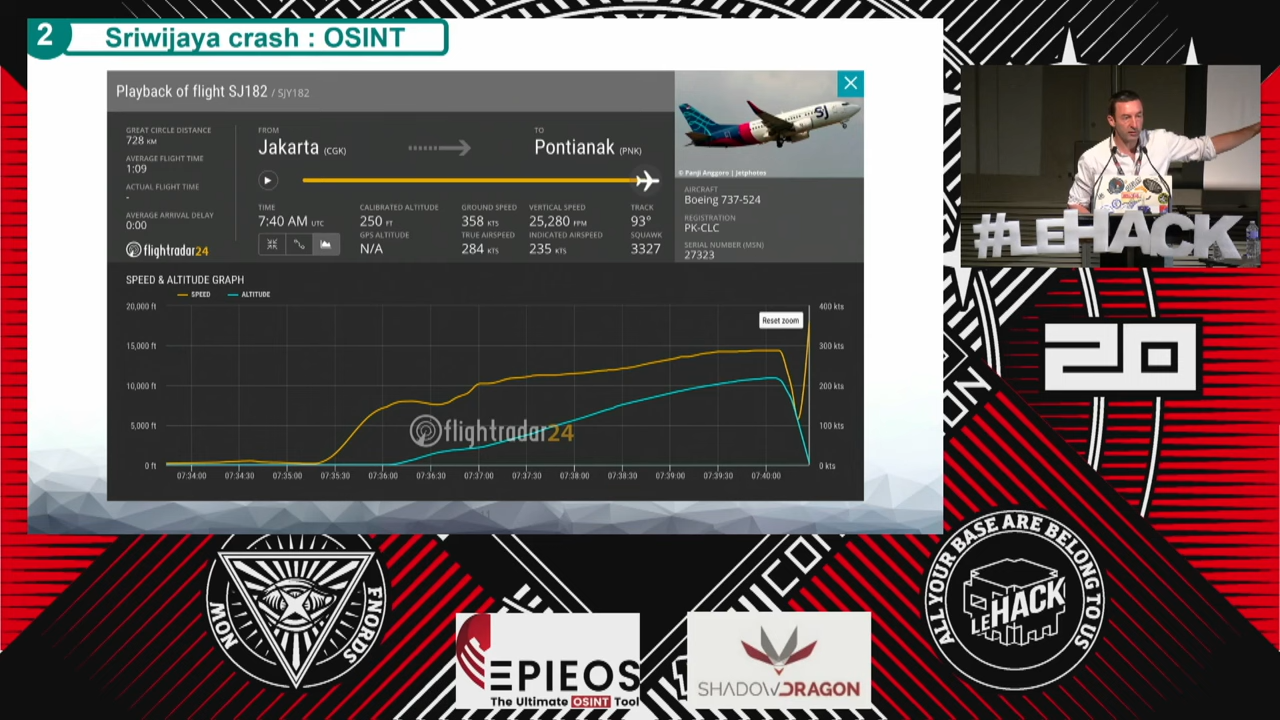 2
Sriwijaya crash : OSINT
Playback of flight SJ182 / SJY182
GREAT CIRCLE DISTANCE
728 KM
AVERAGE FLIGHT TIME
1:09
ACTUAL FLIGHT TIME
-
AVERAGE ARRIVAL DELAY
0:00
flightradar24
FROM
Jakarta (CGK)
TO
Pontianak (PNK)
TIME
7:40 AM UTC
CALIBRATED ALTITUDE
250 FT
GPS ALTITUDE
N/A
GROUND SPEED
358 KTS
TRUE AIRSPEED
284 KTS
VERTICAL SPEED
25,280 FPM
INDICATED AIRSPEED
235 KTS
TRACK
93°
SQUAWK
3327
SJ
© Panji Anggoro | Jetphotos
AIRCRAFT
Boeing 737-524
REGISTRATION
PK-CLC
SERIAL NUMBER (MSN)
27323
SPEED & ALTITUDE GRAPH
SPEED ALTITUDE
Reset zoom
20,000 ft
15,000 ft
10,000 ft
5,000 ft
0 ft
400 kts
300 kts
200 kts
100 kts
0 kts
flightradar24
07:34:00 07:34:30 07:35:00 07:35:30 07:36:00 07:36:30 07:37:00 07:37:30 07:38:00 07:38:30 07:39:00 07:39:30 07:40:00
#LEHACK
20
FNORDS
NOW
EPIEOS
The Ultimate OSINT Tool
SHADOWDRAGON
ALL YOUR BASE ARE BELONG TO US
LEHACK